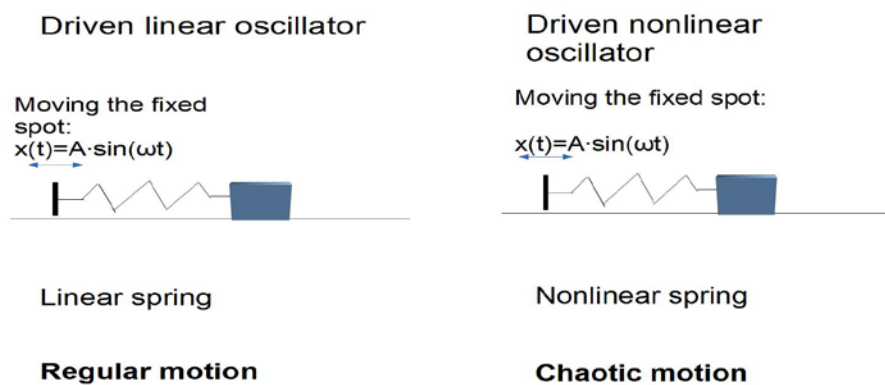 Driven linear oscillator
Moving the fixed
spot:
x(t)=A·sin(ωt)
Linear spring
Regular motion
Driven nonlinear
oscillator
Moving the fixed spot:
x(t)=A·sin(ωt)
Nonlinear spring
Chaotic motion